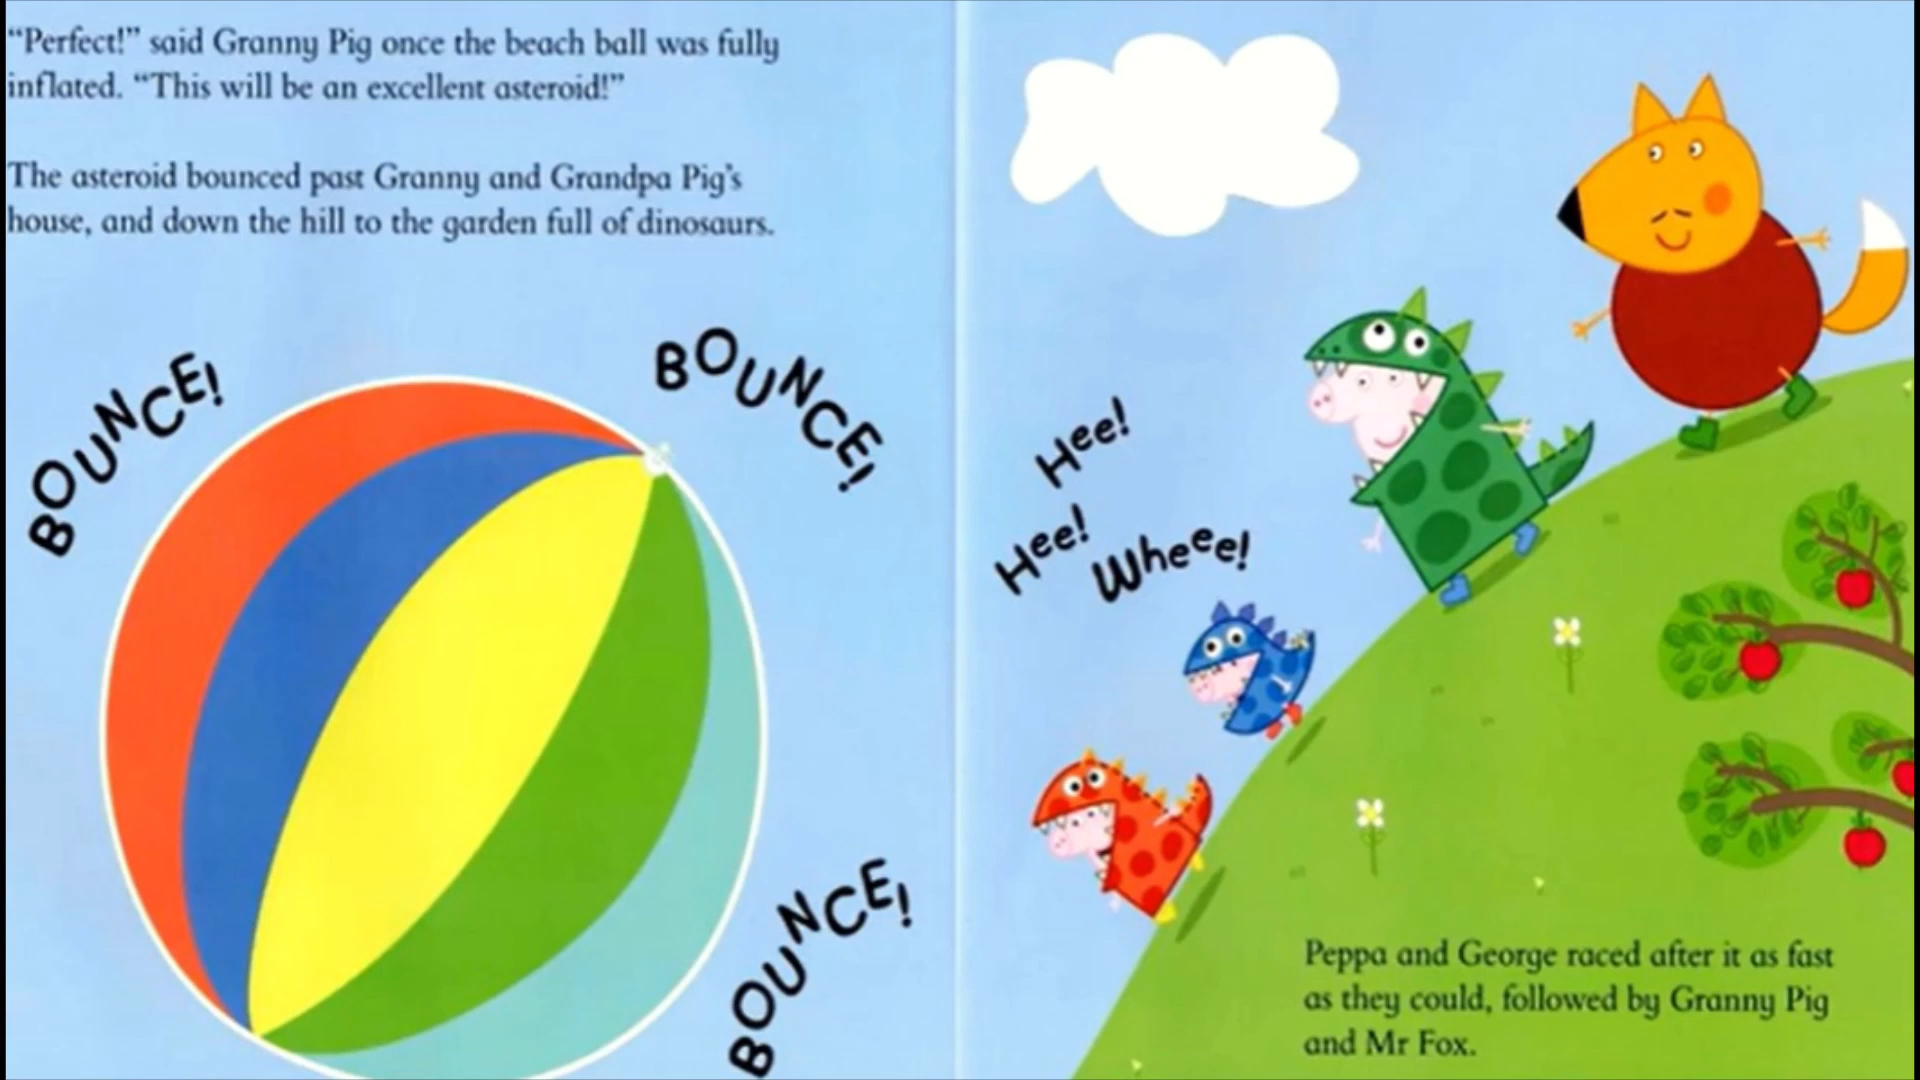 “Perfect!” said Granny Pig once the beach ball was fully
inflated. “This will be an excellent asteroid!”
The asteroid bounced past Granny and Grandpa Pig’s
house, and down the hill to the garden full of dinosaurs.
BOUNCE!
BOUNCE!
BOUNCE!
Hee!
Hee!
Wheee!
Peppa and George raced after it as fast
as they could, followed by Granny Pig
and Mr Fox.